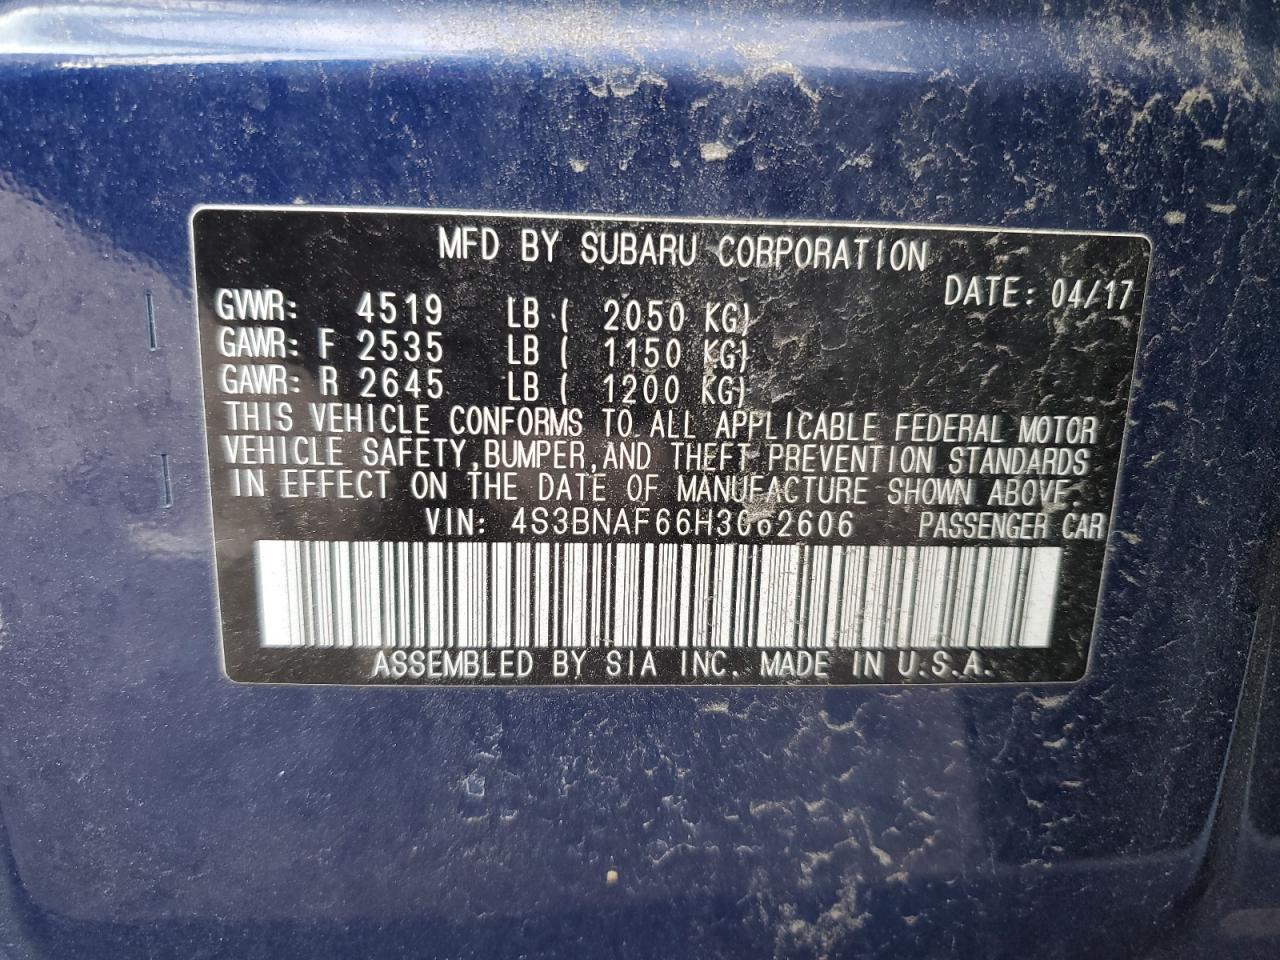 MFD BY SUBARU CORPORATION
DATE: 04/17
GVWR: 4519 LB ( 2050 KG)
GAWR: F 2535 LB ( 1150 KG)
GAWR: R 2645 LB ( 1200 KG)
THIS VEHICLE CONFORMS TO ALL APPLICABLE FEDERAL MOTOR
VEHICLE SAFETY,BUMPER,AND THEFT PREVENTION STANDARDS
IN EFFECT ON THE DATE OF MANUFACTURE SHOWN ABOVE.
VIN: 4S3BNAF66H3062606 PASSENGER CAR
ASSEMBLED BY SIA INC. MADE IN U.S.A.